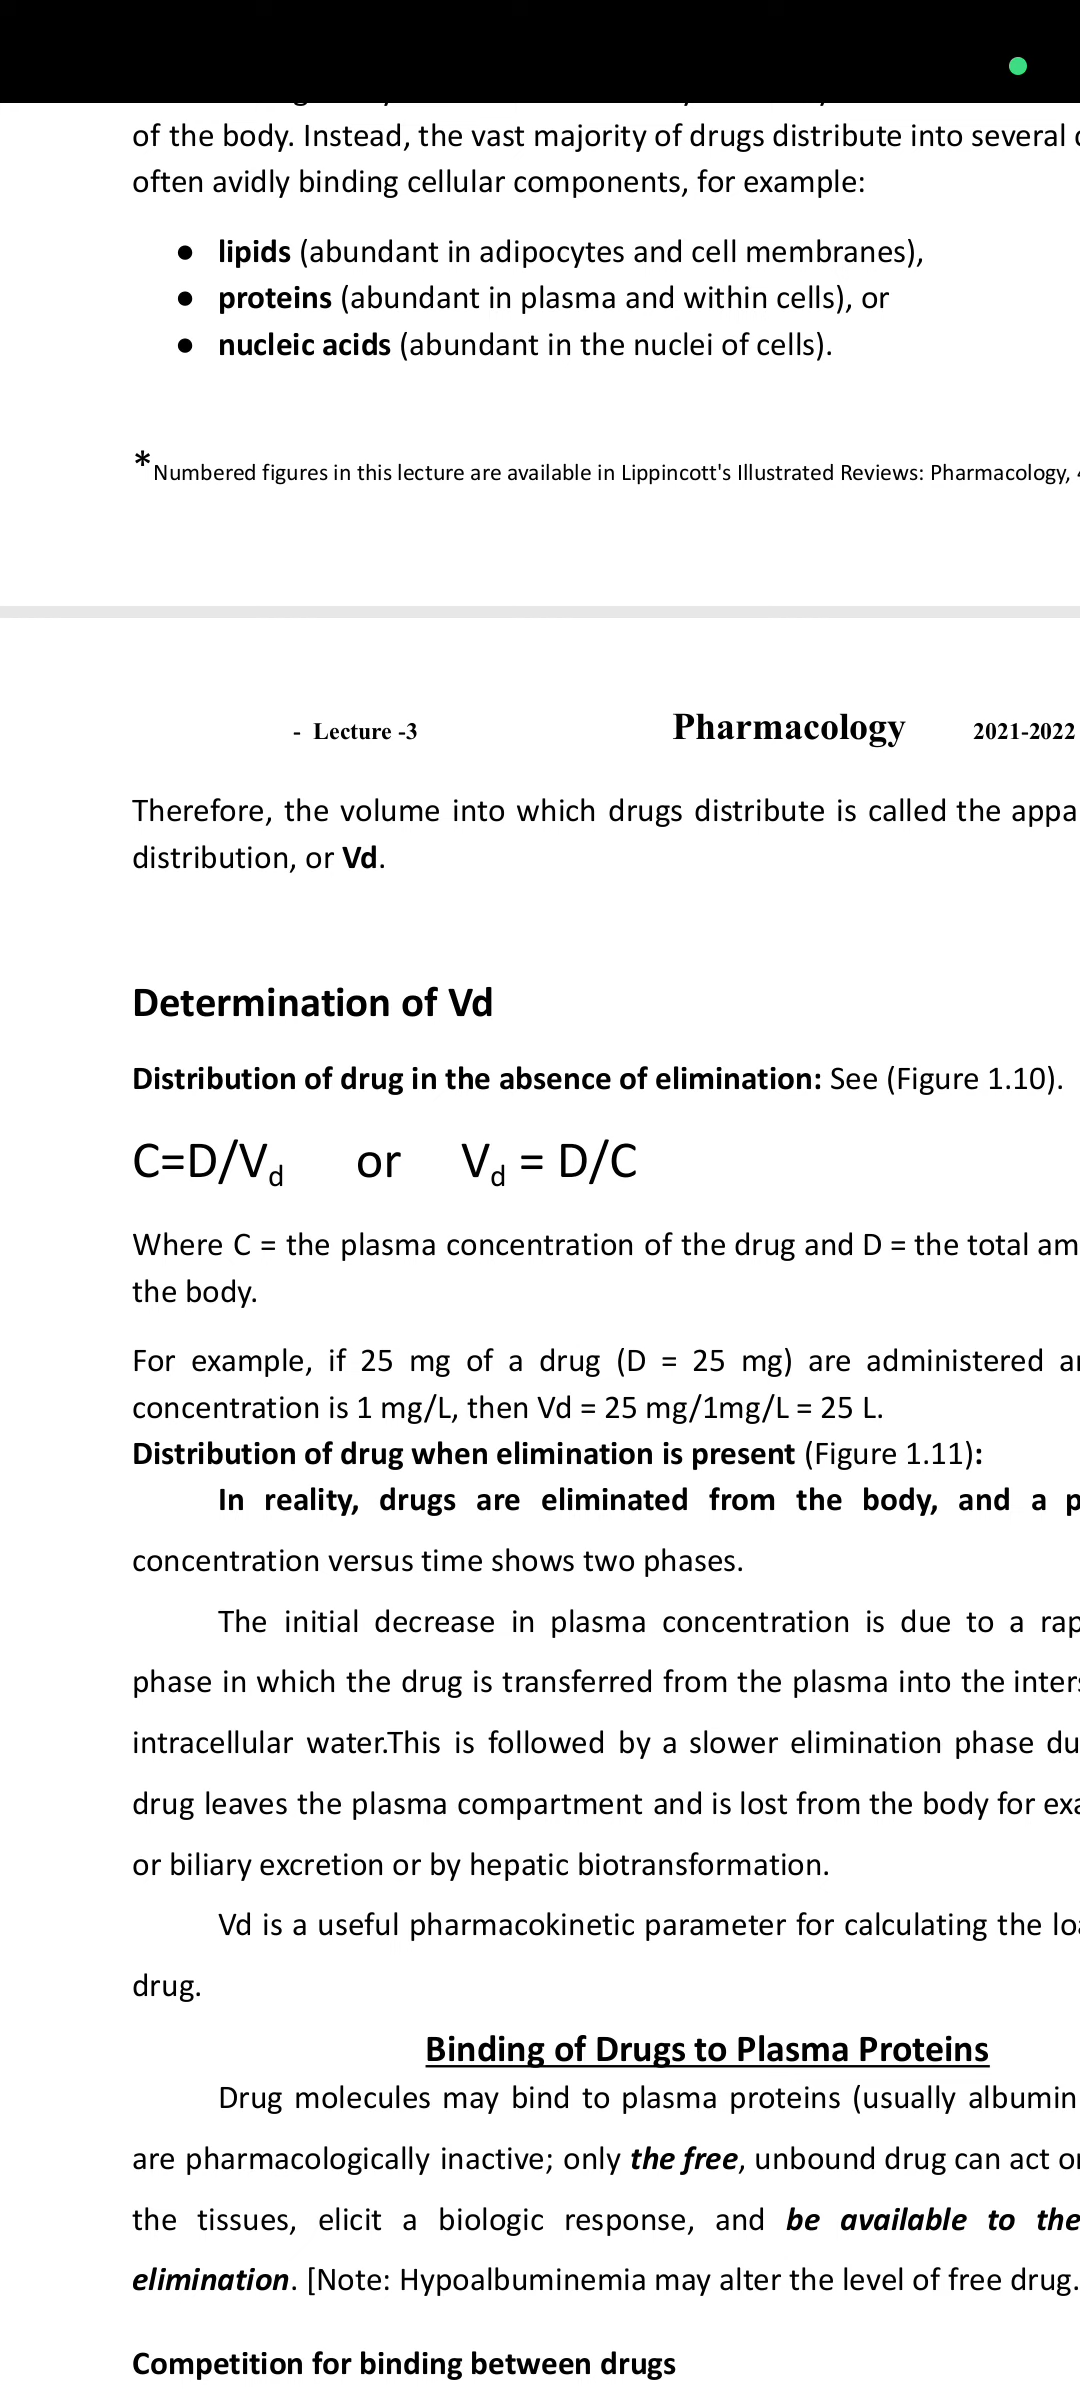 of the body. Instead, the vast majority of drugs distribute into several
often avidly binding cellular components, for example:
● lipids (abundant in adipocytes and cell membranes),
● proteins (abundant in plasma and within cells), or
● nucleic acids (abundant in the nuclei of cells).
*Numbered figures in this lecture are available in Lippincott's Illustrated Reviews: Pharmacology,
- Lecture -3 Pharmacology 2021-2022
Therefore, the volume into which drugs distribute is called the appa
distribution, or Vd.
Determination of Vd
Distribution of drug in the absence of elimination: See (Figure 1.10).
C=D/Vd or Vd = D/C
Where C = the plasma concentration of the drug and D = the total am
the body.
For example, if 25 mg of a drug (D = 25 mg) are administered a
concentration is 1 mg/L, then Vd = 25 mg/1mg/L = 25 L.
Distribution of drug when elimination is present (Figure 1.11):
In reality, drugs are eliminated from the body, and a p
concentration versus time shows two phases.
The initial decrease in plasma concentration is due to a rap
phase in which the drug is transferred from the plasma into the inters
intracellular water.This is followed by a slower elimination phase du
drug leaves the plasma compartment and is lost from the body for exa
or biliary excretion or by hepatic biotransformation.
Vd is a useful pharmacokinetic parameter for calculating the loa
drug.
Binding of Drugs to Plasma Proteins
Drug molecules may bind to plasma proteins (usually albumin
are pharmacologically inactive; only the free, unbound drug can act o
the tissues, elicit a biologic response, and be available to the
elimination. [Note: Hypoalbuminemia may alter the level of free drug.
Competition for binding between drugs